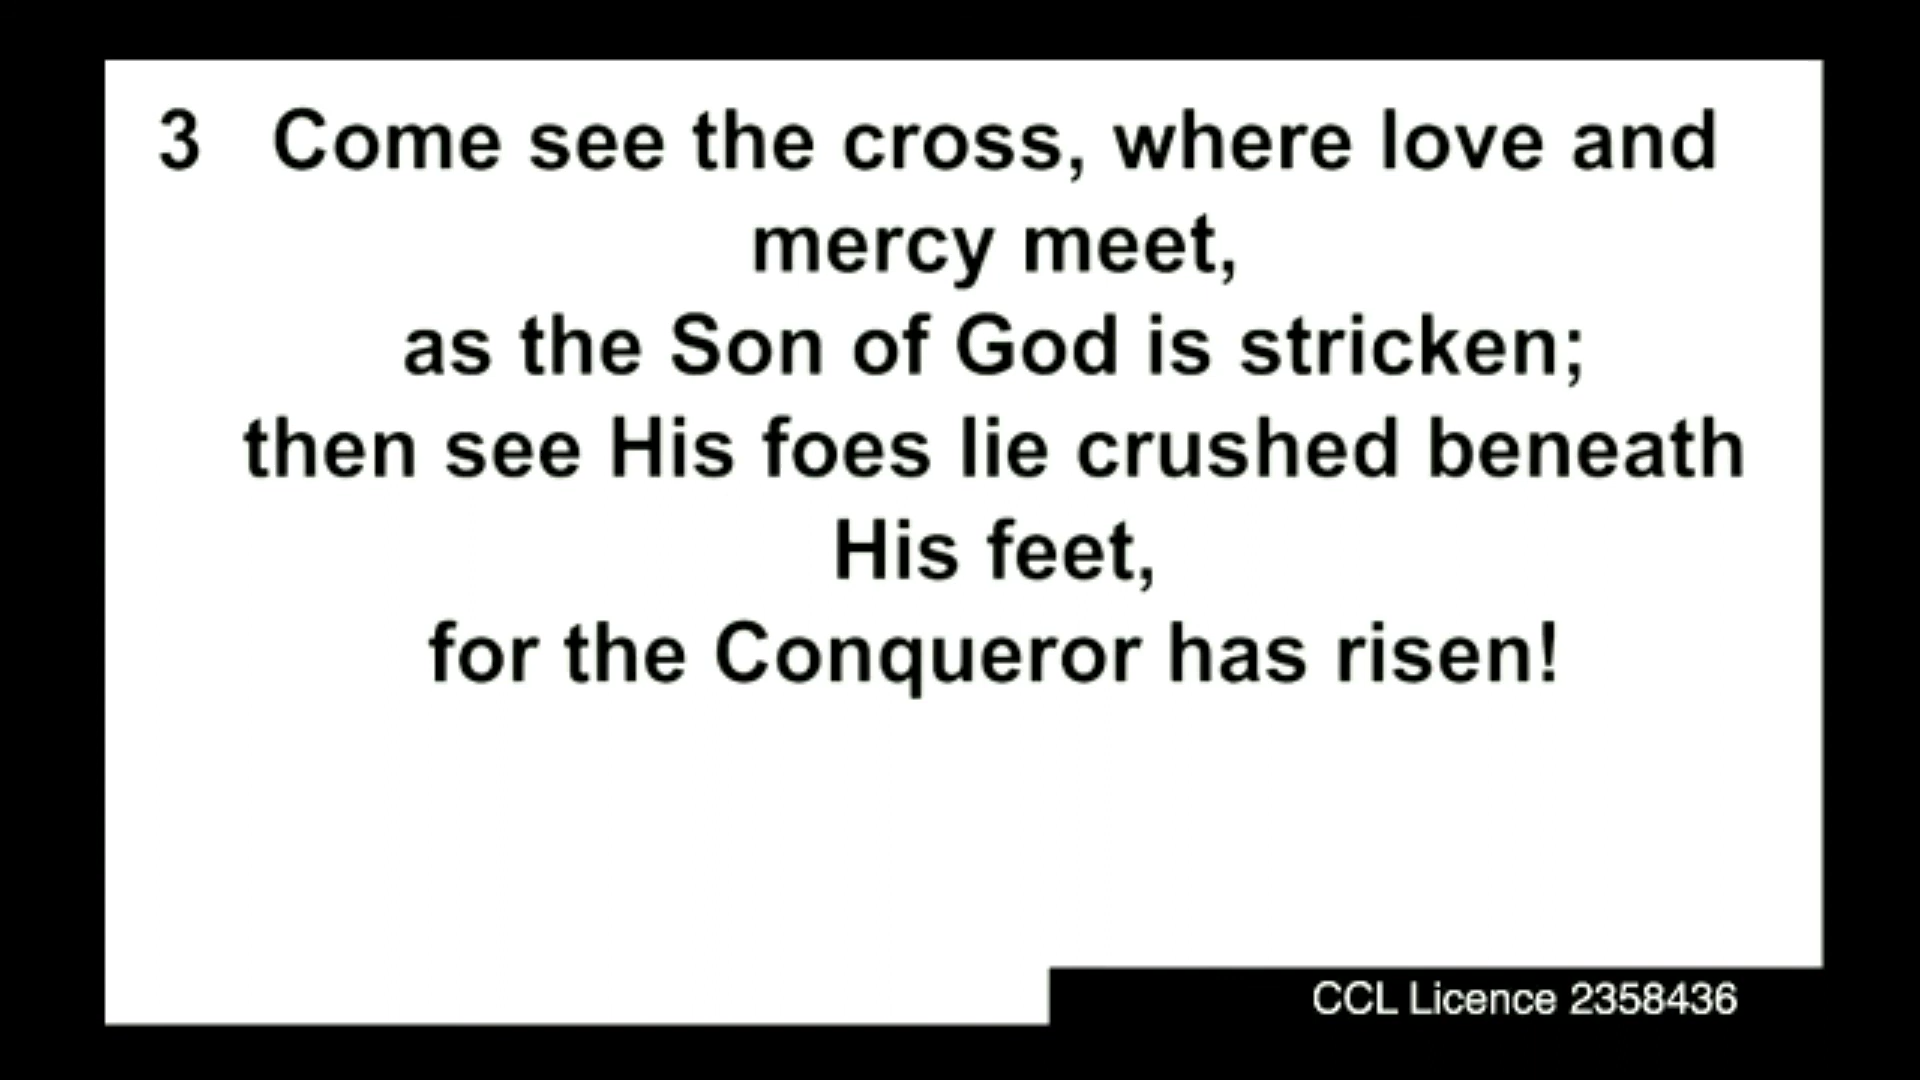 3 Come see the cross, where love and
mercy meet,
as the Son of God is stricken;
then see His foes lie crushed beneath
His feet,
for the Conqueror has risen!
CCL Licence 2358436